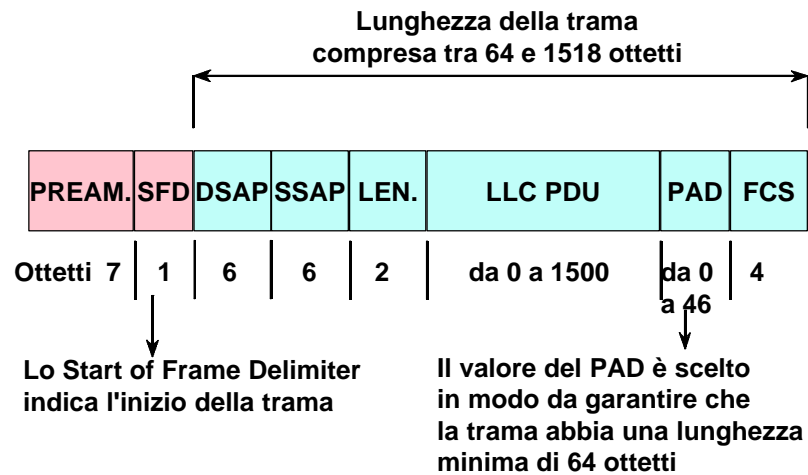 Lunghezza della trama
compresa tra 64 e 1518 ottetti
PREAM. SFD DSAP SSAP LEN. LLC PDU PAD FCS
Ottetti 7 1 6 6 2 da 0 a 1500 da 0 4
a 46
Lo Start of Frame Delimiter
indica l'inizio della trama
Il valore del PAD è scelto
in modo da garantire che
la trama abbia una lunghezza
minima di 64 ottetti